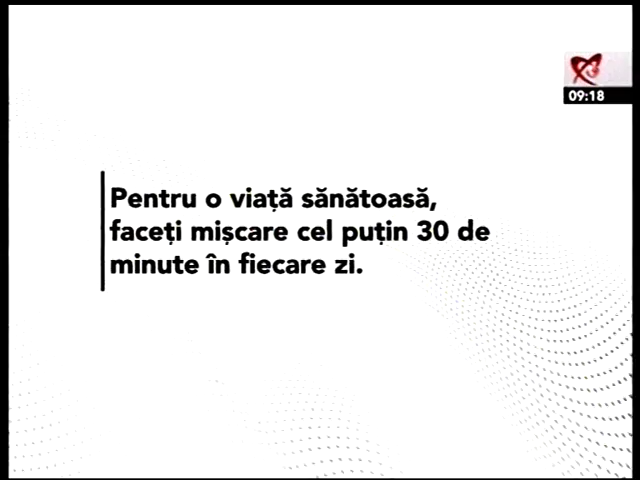 09:18
Pentru o viață sănătoasă,
faceți mișcare cel puțin 30 de
minute în fiecare zi.